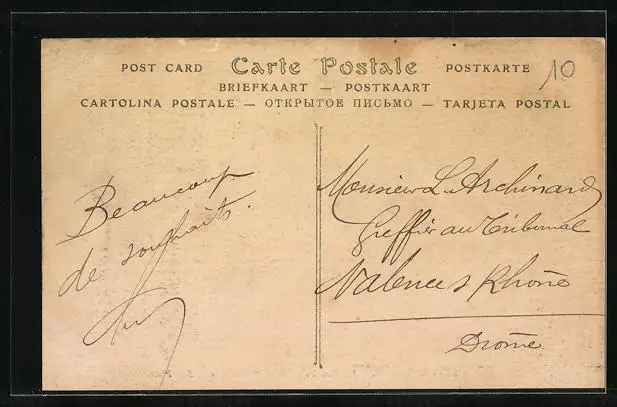 POST CARD Carte Postale POSTKARTE
BRIEFKAART — POSTKAART
CARTOLINA POSTALE — ОТКРЫТОЕ ПИСЬМО — TARJETA POSTAL
10
Beaucoup
de souhaits.
Monsieur L. Archinard
Greffier au Tribunal
Valence s Rhône
Drôme